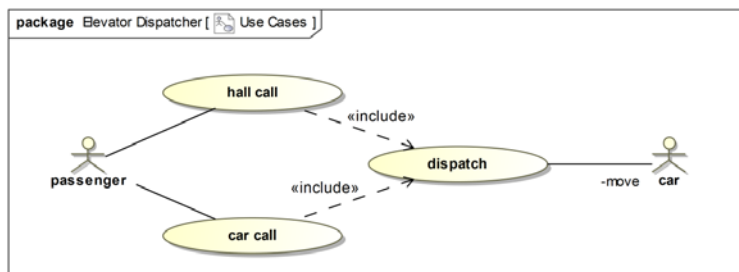 package Elevator Dispatcher [ Use Cases ]
hall call
«include»
dispatch
passenger
-move
car
«include»
car call